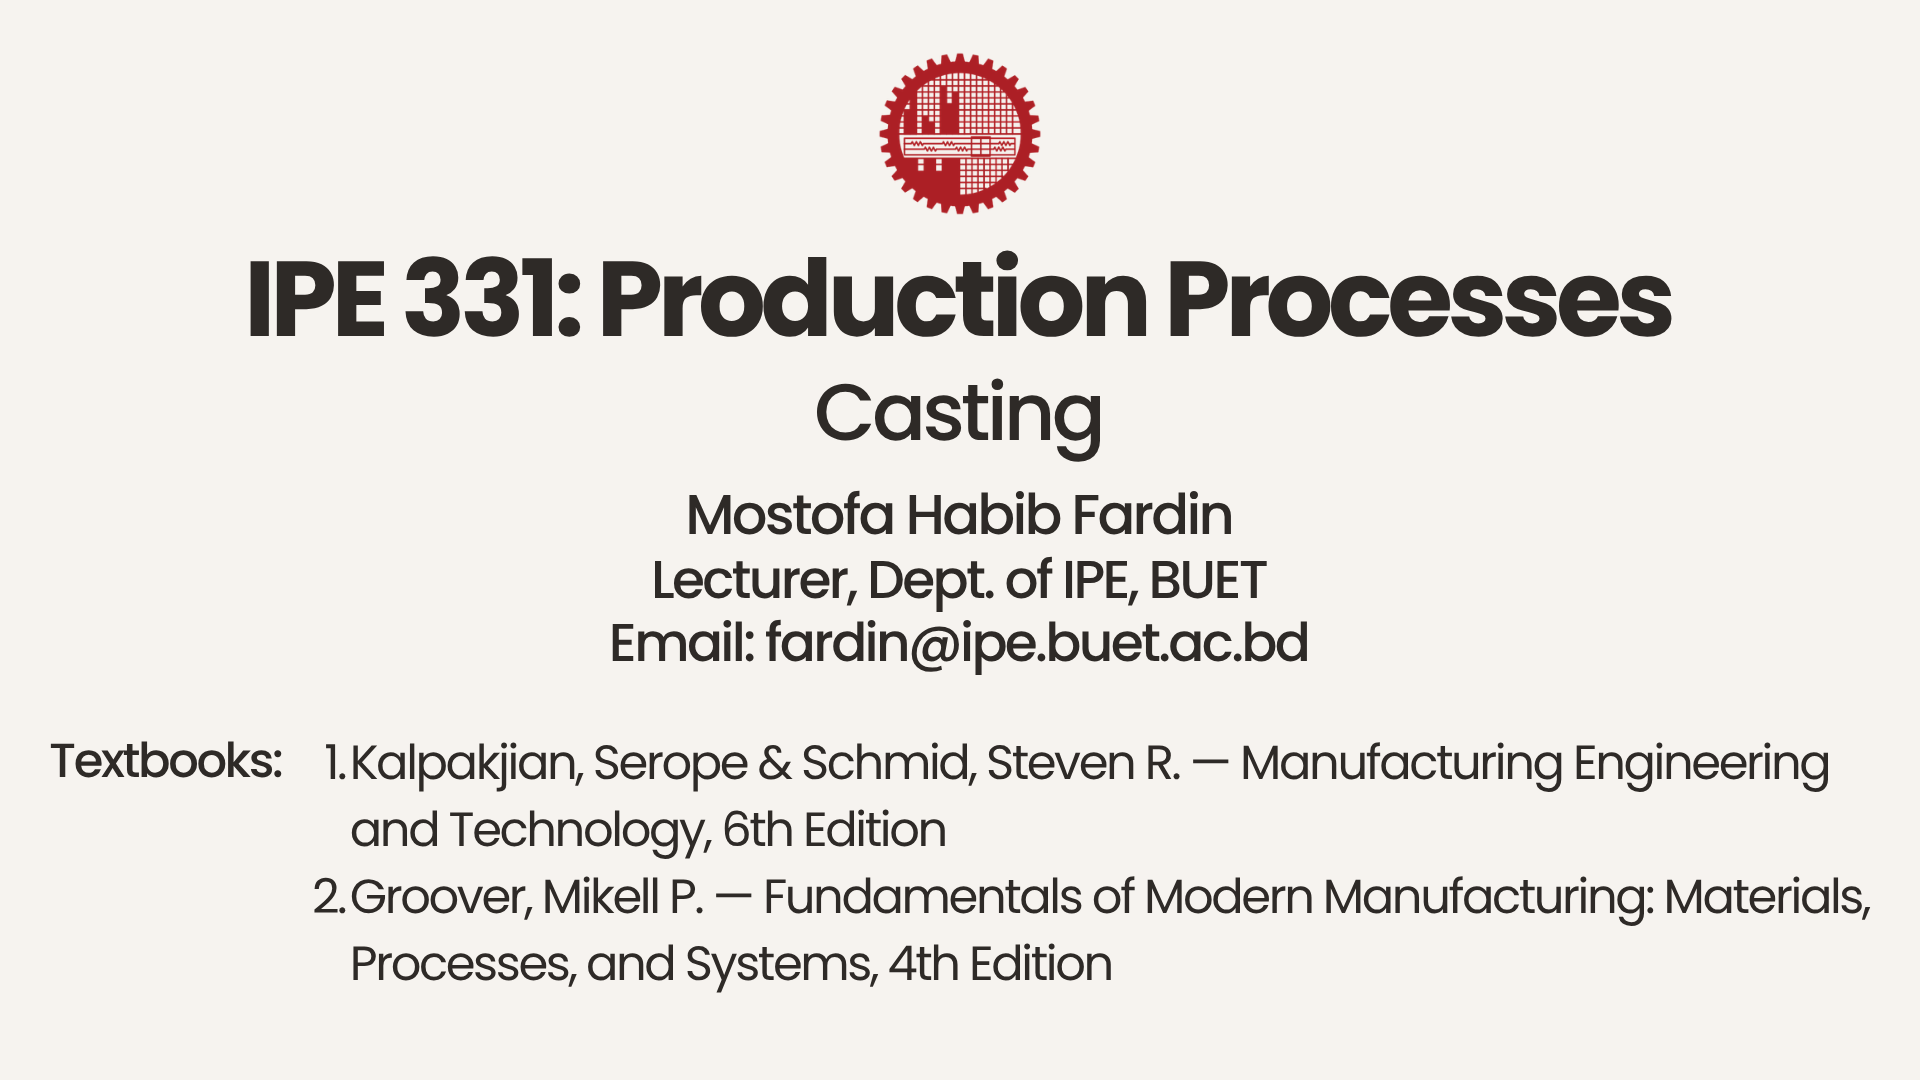 IPE 331: Production Processes
Casting
Mostofa Habib Fardin
Lecturer, Dept. of IPE, BUET
Email: fardin@ipe.buet.ac.bd
Textbooks: 1. Kalpakjian, Serope & Schmid, Steven R. — Manufacturing Engineering
and Technology, 6th Edition
2. Groover, Mikell P. — Fundamentals of Modern Manufacturing: Materials,
Processes, and Systems, 4th Edition